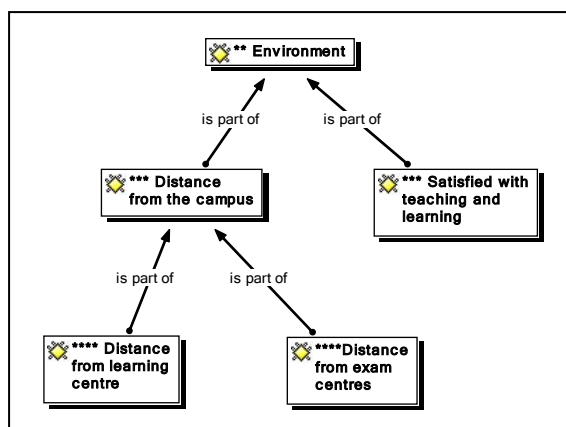 ** Environment
is part of
is part of
*** Distance
from the campus
*** Satisfied with
teaching and
learning
is part of
is part of
**** Distance
from learning
centre
****Distance
from exam
centres